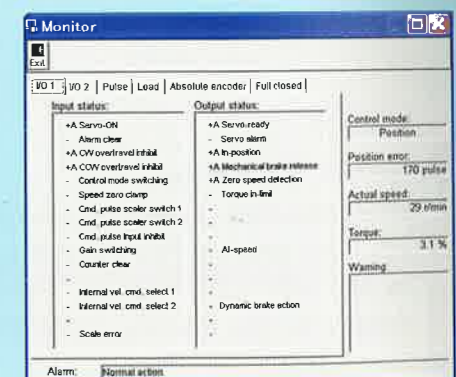 Monitor
Exit
I/O 1 I/O 2 Pulse Load Absolute encoder Full closed
Input status:
+A Servo-ON
- Alarm clear
+A CW overtravel inhibit
+A CCW overtravel inhibit
- Control mode switching
- Speed zero clamp
- Cmd. pulse scaler switch 1
- Cmd. pulse scaler switch 2
- Cmd. pulse input inhibit
- Gain switching
- Counter clear
-
- Internal vel. cmd. select 1
- Internal vel. cmd. select 2
-
- Scale error
Output status:
+A Servo-ready
- Servo alarm
+A In-position
+A Mechanical brake release
+A Zero speed detection
- Torque in-limit
-
-
-
- At-speed
-
-
-
- Dynamic brake action
-
-
Control mode:
Position
Position error:
170 pulse
Actual speed:
29 r/min
Torque:
3.1 %
Warning
Alarm: Normal action